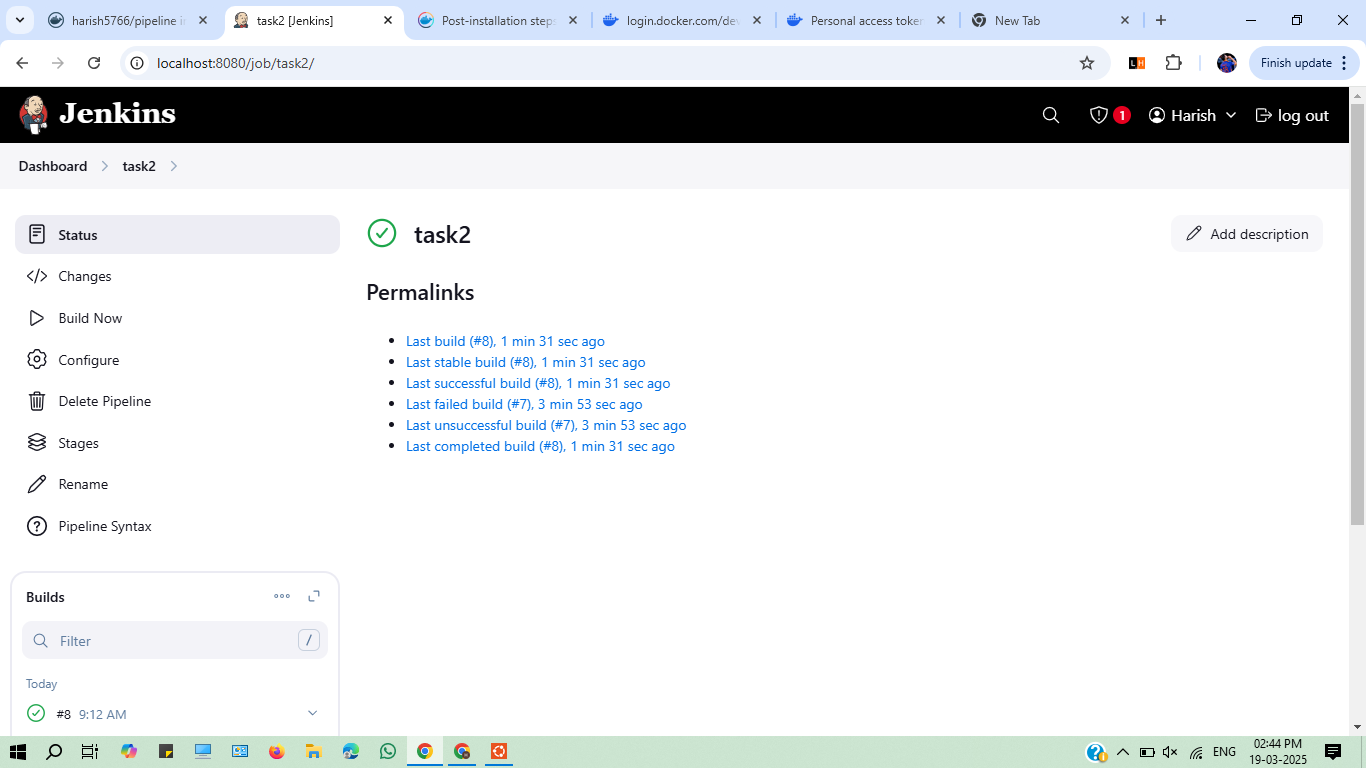 harish5766/pipeline in
task2 [Jenkins]
Post-installation steps
login.docker.com/dev
Personal access token
New Tab
localhost:8080/job/task2/
LH
Finish update
Jenkins
1
Harish
log out
Dashboard
task2
Status
Changes
Build Now
Configure
Delete Pipeline
Stages
Rename
Pipeline Syntax
task2
Add description
Permalinks
Last build (#8), 1 min 31 sec ago
Last stable build (#8), 1 min 31 sec ago
Last successful build (#8), 1 min 31 sec ago
Last failed build (#7), 3 min 53 sec ago
Last unsuccessful build (#7), 3 min 53 sec ago
Last completed build (#8), 1 min 31 sec ago
Builds
Filter
/
Today
#8 9:12 AM
ENG
02:44 PM
19-03-2025